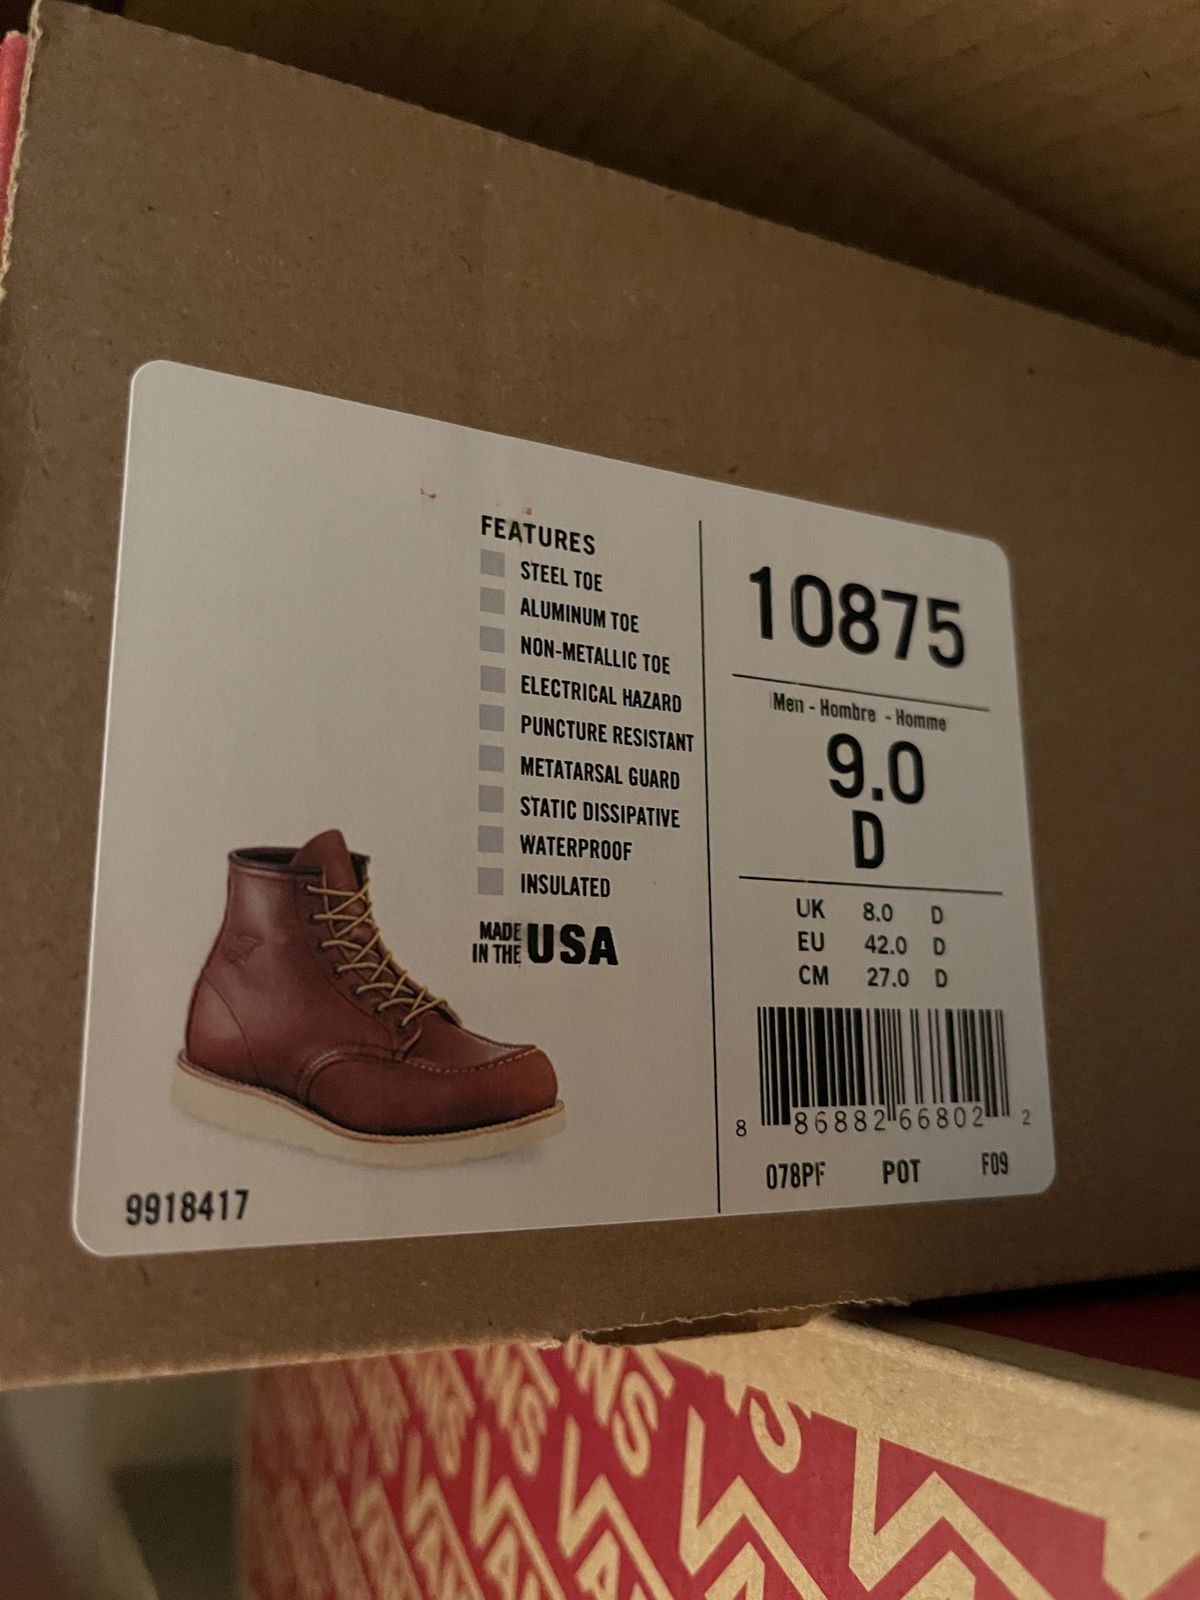 FEATURES
STEEL TOE
ALUMINUM TOE
NON-METALLIC TOE
ELECTRICAL HAZARD
PUNCTURE RESISTANT
METATARSAL GUARD
STATIC DISSIPATIVE
WATERPROOF
INSULATED
MADE IN THE USA
9918417
10875
Men - Hombre - Homme
9.0
D
UK 8.0 D
EU 42.0 D
CM 27.0 D
8 86882 66802 2
078PF POT F09